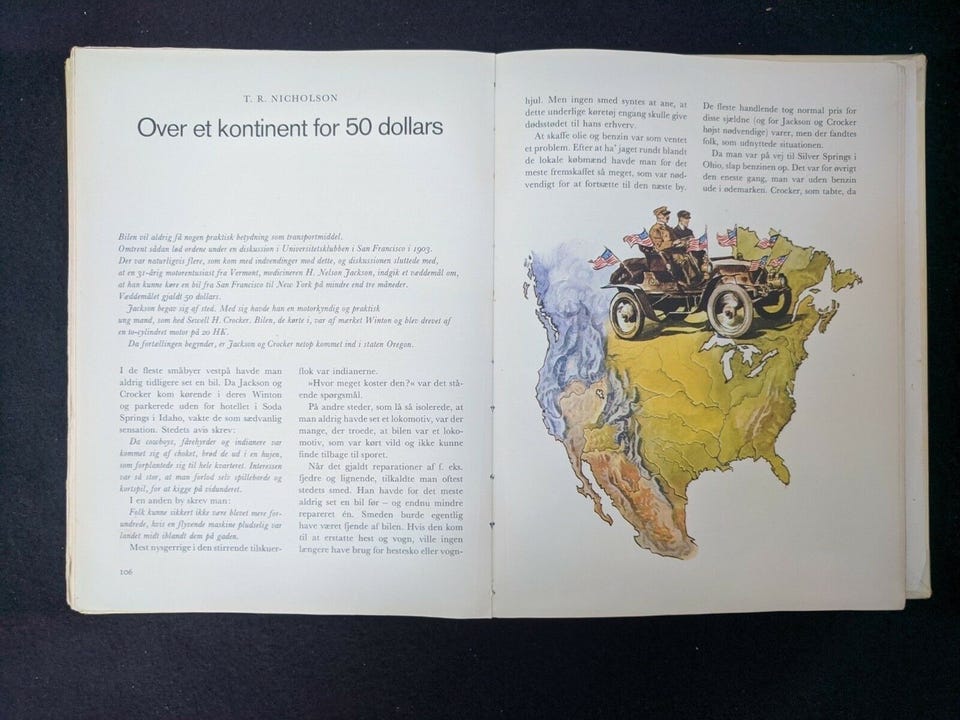 T. R. NICHOLSON
Over et kontinent for 50 dollars
Bilen vil aldrig få nogen praktisk betydning som transportmiddel.
Omtrent sådan lød ordene under en diskussion i Universitetsklubben i San Francisco i 1903.
Der var naturligvis flere, som kom med indvendinger mod dette, og diskussionen sluttede med,
at en 31-årig motorentusiast fra Vermont, medicineren H. Nelson Jackson, indgik et væddemål om,
at han kunne køre en bil fra San Francisco til New York på mindre end tre måneder.
Væddemålet gjaldt 50 dollars.
Jackson begav sig af sted. Med sig havde han en motorkyndig og praktisk
ung mand, som hed Sewell H. Crocker. Bilen, de kørte i, var af mærket Winton og blev drevet af
en to-cylindret motor på 20 HK.
Da fortællingen begynder, er Jackson og Crocker netop kommet ind i staten Oregon.
I de fleste småbyer vestpå havde man
aldrig tidligere set en bil. Da Jackson og
Crocker kom kørende i deres Winton
og parkerede uden for hotellet i Soda
Springs i Idaho, vakte de som sædvanlig
sensation. Stedets avis skrev:
Da cowboys, fårehyrder og indianere var
kommet sig af choket, brød de ud i en hujen,
som forplantede sig til hele kvarteret. Interessen
var så stor, at man forlod selv spilleborde og
kortspil, for at kigge på vidunderet.
I en anden by skrev man:
Folk kunne sikkert ikke være blevet mere for-
undrede, hvis en flyvende maskine pludselig var
landet midt iblandt dem på gaden.
Mest nysgerrige i den stirrende tilskuer-
106
flok var indianerne.
»Hvor meget koster den?« var det stå-
ende spørgsmål.
På andre steder, som lå så isolerede, at
man aldrig havde set et lokomotiv, var der
mange, der troede, at bilen var et loko-
motiv, som var kørt vild og ikke kunne
finde tilbage til sporet.
Når det gjaldt reparationer af f. eks.
fjedre og lignende, tilkaldte man oftest
stedets smed. Han havde for det meste
aldrig set en bil før – og endnu mindre
repareret én. Smeden burde egentlig
have været fjende af bilen. Hvis den kom
til at erstatte hest og vogn, ville ingen
længere have brug for hestesko eller vogn-
hjul. Men ingen smed syntes at ane, at
dette underlige køretøj engang skulle give
dødsstødet til hans erhverv.
At skaffe olie og benzin var som ventet
et problem. Efter at ha' jaget rundt blandt
de lokale købmænd havde man for det
meste fremskaffet så meget, som var nød-
vendigt for at fortsætte til den næste by.
De fleste handlende tog normal pris for
disse sjældne (og for Jackson og Crocker
højst nødvendige) varer, men der fandtes
folk, som udnyttede situationen.
Da man var på vej til Silver Springs i
Ohio, slap benzinen op. Det var for øvrigt
den eneste gang, man var uden benzin
ude i ødemarken. Crocker, som tabte, da